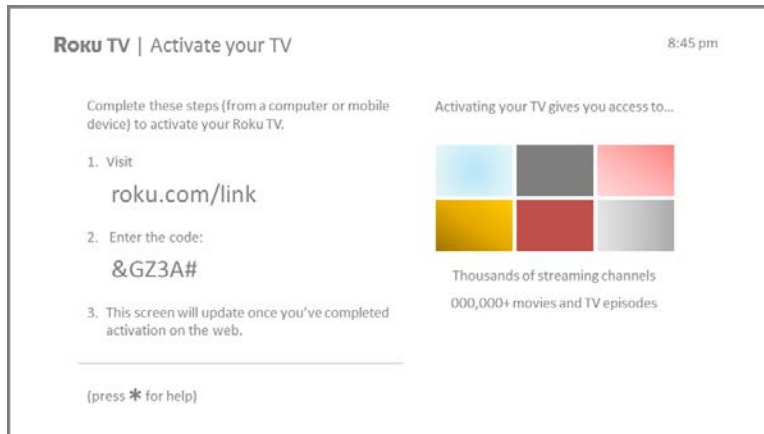 ROKU TV | Activate your TV
8:45 pm
Complete these steps (from a computer or mobile
device) to activate your Roku TV.
1. Visit
roku.com/link
2. Enter the code:
&GZ3A#
3. This screen will update once you've completed
activation on the web.
(press * for help)
Activating your TV gives you access to...
Thousands of streaming channels
000,000+ movies and TV episodes